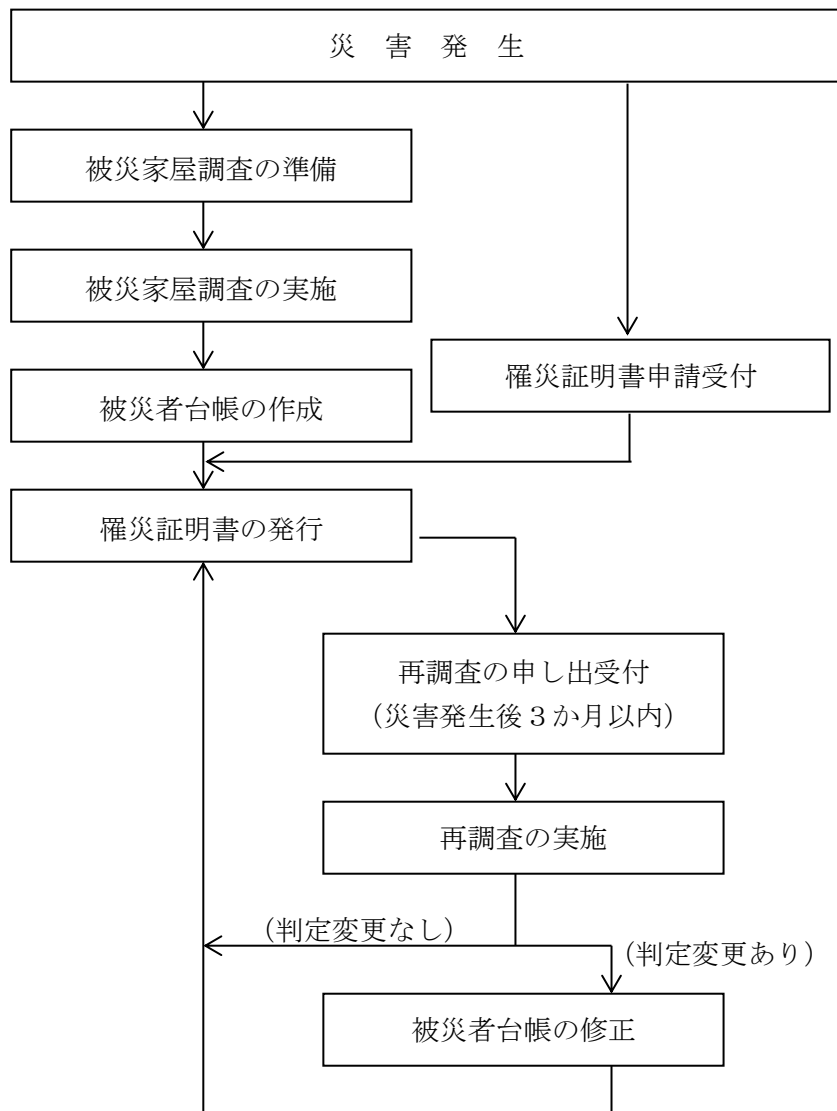 災　害　発　生
被災家屋調査の準備
被災家屋調査の実施
罹災証明書申請受付
被災者台帳の作成
罹災証明書の発行
再調査の申し出受付
（災害発生後３か月以内）
再調査の実施
（判定変更なし）
（判定変更あり）
被災者台帳の修正